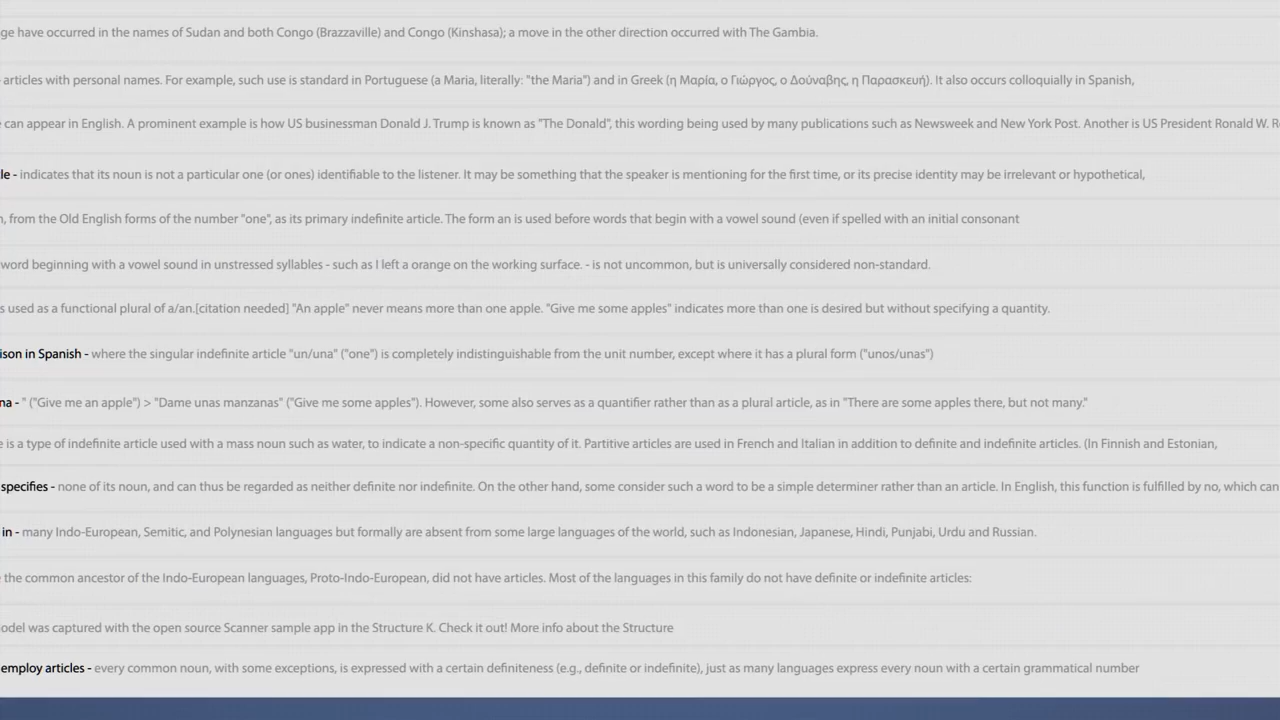 ge have occurred in the names of Sudan and both Congo (Brazzaville) and Congo (Kinshasa); a move in the other direction occurred with The Gambia.
articles with personal names. For example, such use is standard in Portuguese (a Maria, literally: "the Maria") and in Greek (η Μαρία, ο Γιώργος, ο Δούναβης, η Παρασκευή). It also occurs colloquially in Spanish,
can appear in English. A prominent example is how US businessman Donald J. Trump is known as "The Donald", this wording being used by many publications such as Newsweek and New York Post. Another is US President Ronald W. R
le - indicates that its noun is not a particular one (or ones) identifiable to the listener. It may be something that the speaker is mentioning for the first time, or its precise identity may be irrelevant or hypothetical,
n, from the Old English forms of the number "one", as its primary indefinite article. The form an is used before words that begin with a vowel sound (even if spelled with an initial consonant
word beginning with a vowel sound in unstressed syllables - such as I left a orange on the working surface. - is not uncommon, but is universally considered non-standard.
s used as a functional plural of a/an.[citation needed] "An apple" never means more than one apple. "Give me some apples" indicates more than one is desired but without specifying a quantity.
ison in Spanish - where the singular indefinite article "un/una" ("one") is completely indistinguishable from the unit number, except where it has a plural form ("unos/unas")
na - " ("Give me an apple") > "Dame unas manzanas" ("Give me some apples"). However, some also serves as a quantifier rather than as a plural article, as in "There are some apples there, but not many."
e is a type of indefinite article used with a mass noun such as water, to indicate a non-specific quantity of it. Partitive articles are used in French and Italian in addition to definite and indefinite articles. (In Finnish and Estonian,
specifies - none of its noun, and can thus be regarded as neither definite nor indefinite. On the other hand, some consider such a word to be a simple determiner rather than an article. In English, this function is fulfilled by no, which can
in - many Indo-European, Semitic, and Polynesian languages but formally are absent from some large languages of the world, such as Indonesian, Japanese, Hindi, Punjabi, Urdu and Russian.
the common ancestor of the Indo-European languages, Proto-Indo-European, did not have articles. Most of the languages in this family do not have definite or indefinite articles:
odel was captured with the open source Scanner sample app in the Structure K. Check it out! More info about the Structure
employ articles - every common noun, with some exceptions, is expressed with a certain definiteness (e.g., definite or indefinite), just as many languages express every noun with a certain grammatical number